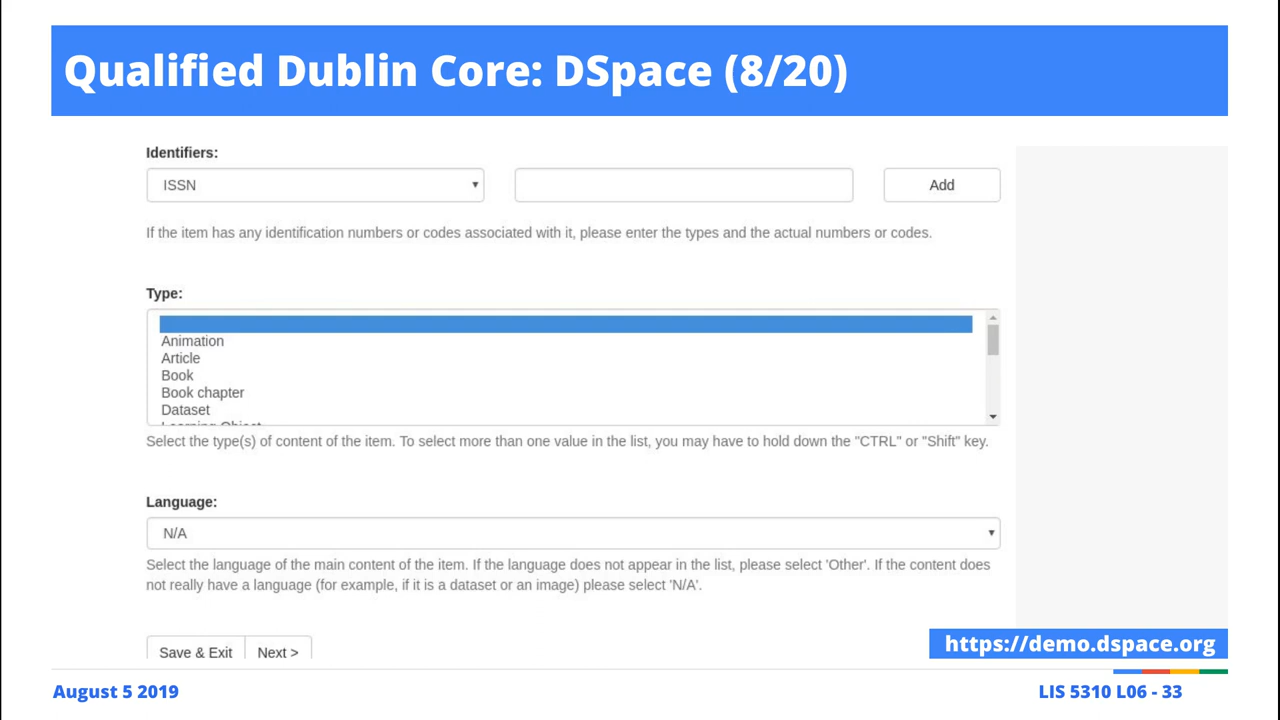 Qualified Dublin Core: DSpace (8/20)
Identifiers:
ISSN
Add
If the item has any identification numbers or codes associated with it, please enter the types and the actual numbers or codes.
Type:
Animation
Article
Book
Book chapter
Dataset
Learning Object
Select the type(s) of content of the item. To select more than one value in the list, you may have to hold down the "CTRL" or "Shift" key.
Language:
N/A
Select the language of the main content of the item. If the language does not appear in the list, please select 'Other'. If the content does
not really have a language (for example, if it is a dataset or an image) please select 'N/A'.
Save & Exit
Next >
https://demo.dspace.org
August 5 2019
LIS 5310 L06 - 33